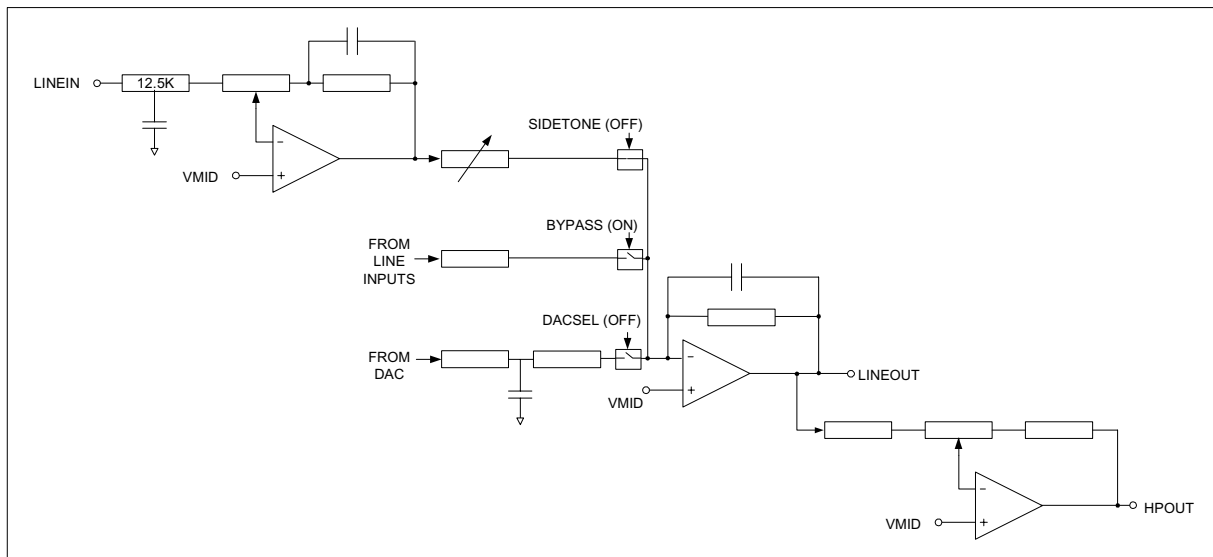 LINEIN
12.5K
−
+
VMID
SIDETONE (OFF)
BYPASS (ON)
FROM
LINE
INPUTS
DACSEL (OFF)
FROM
DAC
−
+
VMID
LINEOUT
−
+
VMID
HPOUT